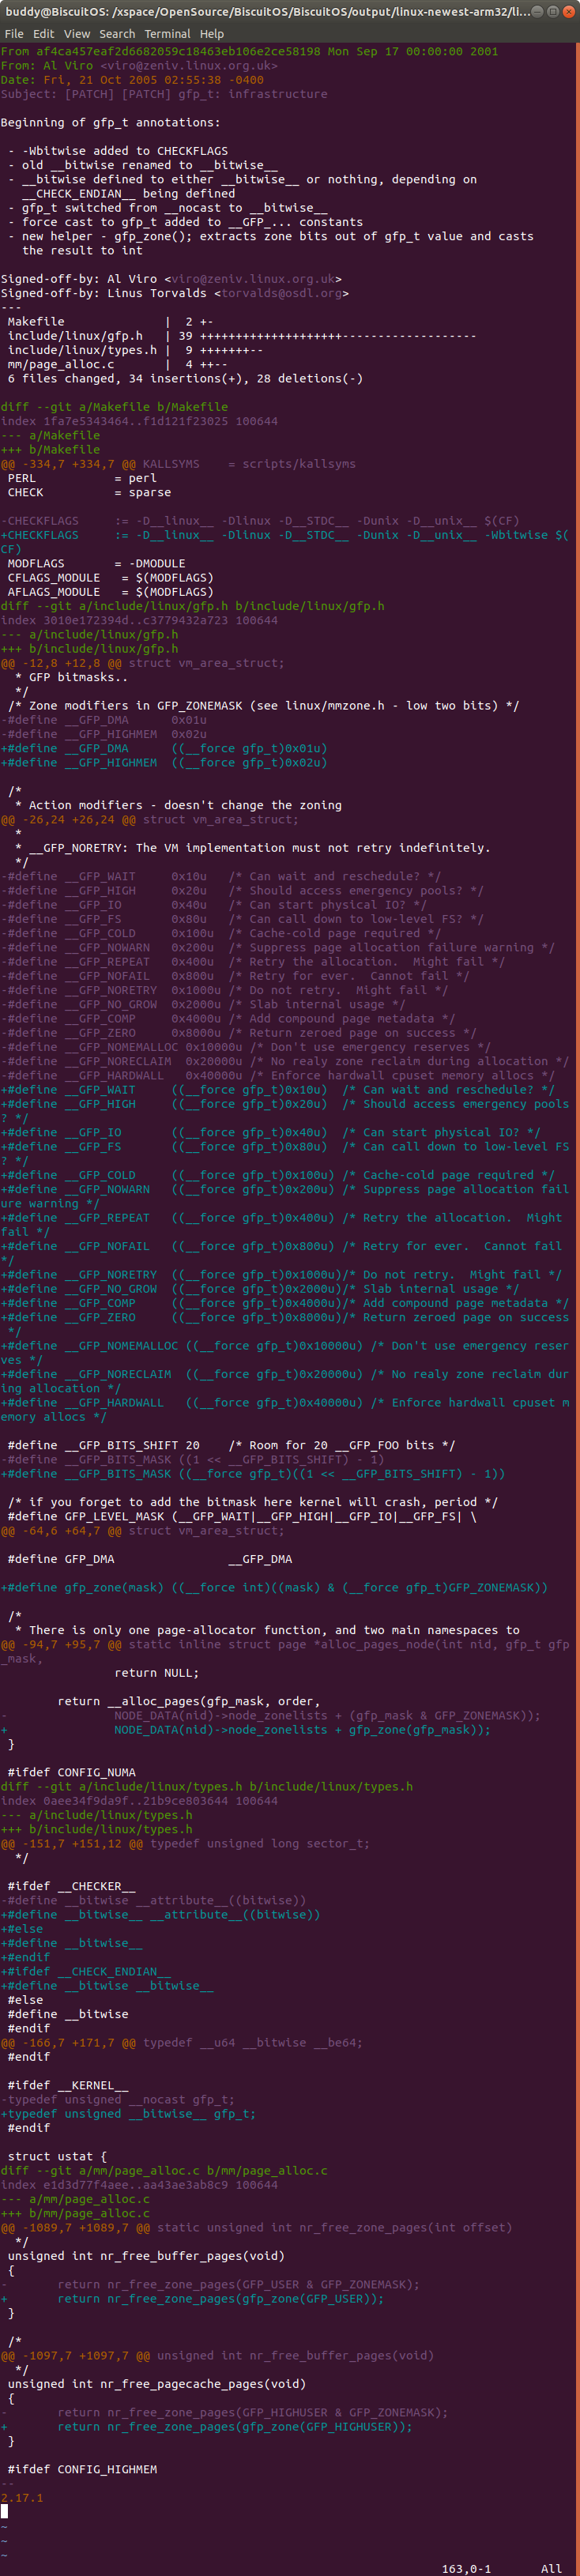 buddy@BiscuitOS: /xspace/OpenSource/BiscuitOS/BiscuitOS/output/linux-newest-arm32/li...
File Edit View Search Terminal Help
From af4ca457eaf2d6682059c18463eb106e2ce58198 Mon Sep 17 00:00:00 2001
From: Al Viro <viro@zeniv.linux.org.uk>
Date: Fri, 21 Oct 2005 02:55:38 -0400
Subject: [PATCH] [PATCH] gfp_t: infrastructure

Beginning of gfp_t annotations:

 - -Wbitwise added to CHECKFLAGS
 - old __bitwise renamed to __bitwise__
 - __bitwise defined to either __bitwise__ or nothing, depending on
   __CHECK_ENDIAN__ being defined
 - gfp_t switched from __nocast to __bitwise__
 - force cast to gfp_t added to __GFP_... constants
 - new helper - gfp_zone(); extracts zone bits out of gfp_t value and casts
   the result to int

Signed-off-by: Al Viro <viro@zeniv.linux.org.uk>
Signed-off-by: Linus Torvalds <torvalds@osdl.org>
---
 Makefile              |  2 +-
 include/linux/gfp.h   | 39 ++++++++++++++++++++-------------------
 include/linux/types.h |  9 +++++++--
 mm/page_alloc.c       |  4 ++--
 6 files changed, 34 insertions(+), 28 deletions(-)

diff --git a/Makefile b/Makefile
index 1fa7e5343464..f1d121f23025 100644
--- a/Makefile
+++ b/Makefile
@@ -334,7 +334,7 @@ KALLSYMS    = scripts/kallsyms
 PERL           = perl
 CHECK          = sparse

-CHECKFLAGS     := -D__linux__ -Dlinux -D__STDC__ -Dunix -D__unix__ $(CF)
+CHECKFLAGS     := -D__linux__ -Dlinux -D__STDC__ -Dunix -D__unix__ -Wbitwise $(
CF)
 MODFLAGS       = -DMODULE
 CFLAGS_MODULE   = $(MODFLAGS)
 AFLAGS_MODULE   = $(MODFLAGS)
diff --git a/include/linux/gfp.h b/include/linux/gfp.h
index 3010e172394d..c3779432a723 100644
--- a/include/linux/gfp.h
+++ b/include/linux/gfp.h
@@ -12,8 +12,8 @@ struct vm_area_struct;
  * GFP bitmasks..
  */
 /* Zone modifiers in GFP_ZONEMASK (see linux/mmzone.h - low two bits) */
-#define __GFP_DMA      0x01u
-#define __GFP_HIGHMEM  0x02u
+#define __GFP_DMA      ((__force gfp_t)0x01u)
+#define __GFP_HIGHMEM  ((__force gfp_t)0x02u)

 /*
  * Action modifiers - doesn't change the zoning
@@ -26,24 +26,24 @@ struct vm_area_struct;
  *
  * __GFP_NORETRY: The VM implementation must not retry indefinitely.
  */
-#define __GFP_WAIT     0x10u   /* Can wait and reschedule? */
-#define __GFP_HIGH     0x20u   /* Should access emergency pools? */
-#define __GFP_IO       0x40u   /* Can start physical IO? */
-#define __GFP_FS       0x80u   /* Can call down to low-level FS? */
-#define __GFP_COLD     0x100u  /* Cache-cold page required */
-#define __GFP_NOWARN   0x200u  /* Suppress page allocation failure warning */
-#define __GFP_REPEAT   0x400u  /* Retry the allocation.  Might fail */
-#define __GFP_NOFAIL   0x800u  /* Retry for ever.  Cannot fail */
-#define __GFP_NORETRY  0x1000u /* Do not retry.  Might fail */
-#define __GFP_NO_GROW  0x2000u /* Slab internal usage */
-#define __GFP_COMP     0x4000u /* Add compound page metadata */
-#define __GFP_ZERO     0x8000u /* Return zeroed page on success */
-#define __GFP_NOMEMALLOC 0x10000u /* Don't use emergency reserves */
-#define __GFP_NORECLAIM  0x20000u /* No realy zone reclaim during allocation */
-#define __GFP_HARDWALL   0x40000u /* Enforce hardwall cpuset memory allocs */
+#define __GFP_WAIT     ((__force gfp_t)0x10u)  /* Can wait and reschedule? */
+#define __GFP_HIGH     ((__force gfp_t)0x20u)  /* Should access emergency pools
? */
+#define __GFP_IO       ((__force gfp_t)0x40u)  /* Can start physical IO? */
+#define __GFP_FS       ((__force gfp_t)0x80u)  /* Can call down to low-level FS
? */
+#define __GFP_COLD     ((__force gfp_t)0x100u) /* Cache-cold page required */
+#define __GFP_NOWARN   ((__force gfp_t)0x200u) /* Suppress page allocation fail
ure warning */
+#define __GFP_REPEAT   ((__force gfp_t)0x400u) /* Retry the allocation.  Might
fail */
+#define __GFP_NOFAIL   ((__force gfp_t)0x800u) /* Retry for ever.  Cannot fail
*/
+#define __GFP_NORETRY  ((__force gfp_t)0x1000u)/* Do not retry.  Might fail */
+#define __GFP_NO_GROW  ((__force gfp_t)0x2000u)/* Slab internal usage */
+#define __GFP_COMP     ((__force gfp_t)0x4000u)/* Add compound page metadata */
+#define __GFP_ZERO     ((__force gfp_t)0x8000u)/* Return zeroed page on success
 */
+#define __GFP_NOMEMALLOC ((__force gfp_t)0x10000u) /* Don't use emergency reser
ves */
+#define __GFP_NORECLAIM  ((__force gfp_t)0x20000u) /* No realy zone reclaim dur
ing allocation */
+#define __GFP_HARDWALL   ((__force gfp_t)0x40000u) /* Enforce hardwall cpuset m
emory allocs */

 #define __GFP_BITS_SHIFT 20    /* Room for 20 __GFP_FOO bits */
-#define __GFP_BITS_MASK ((1 << __GFP_BITS_SHIFT) - 1)
+#define __GFP_BITS_MASK ((__force gfp_t)((1 << __GFP_BITS_SHIFT) - 1))

 /* if you forget to add the bitmask here kernel will crash, period */
 #define GFP_LEVEL_MASK (__GFP_WAIT|__GFP_HIGH|__GFP_IO|__GFP_FS| \
@@ -64,6 +64,7 @@ struct vm_area_struct;

 #define GFP_DMA                __GFP_DMA

+#define gfp_zone(mask) ((__force int)((mask) & (__force gfp_t)GFP_ZONEMASK))

 /*
  * There is only one page-allocator function, and two main namespaces to
@@ -94,7 +95,7 @@ static inline struct page *alloc_pages_node(int nid, gfp_t gfp
_mask,
                return NULL;

        return __alloc_pages(gfp_mask, order,
-               NODE_DATA(nid)->node_zonelists + (gfp_mask & GFP_ZONEMASK));
+               NODE_DATA(nid)->node_zonelists + gfp_zone(gfp_mask));
 }

 #ifdef CONFIG_NUMA
diff --git a/include/linux/types.h b/include/linux/types.h
index 0aee34f9da9f..21b9ce803644 100644
--- a/include/linux/types.h
+++ b/include/linux/types.h
@@ -151,7 +151,12 @@ typedef unsigned long sector_t;
  */

 #ifdef __CHECKER__
-#define __bitwise __attribute__((bitwise))
+#define __bitwise__ __attribute__((bitwise))
+#else
+#define __bitwise__
+#endif
+#ifdef __CHECK_ENDIAN__
+#define __bitwise __bitwise__
 #else
 #define __bitwise
 #endif
@@ -166,7 +171,7 @@ typedef __u64 __bitwise __be64;
 #endif

 #ifdef __KERNEL__
-typedef unsigned __nocast gfp_t;
+typedef unsigned __bitwise__ gfp_t;
 #endif

 struct ustat {
diff --git a/mm/page_alloc.c b/mm/page_alloc.c
index e1d3d77f4aee..aa43ae3ab8c9 100644
--- a/mm/page_alloc.c
+++ b/mm/page_alloc.c
@@ -1089,7 +1089,7 @@ static unsigned int nr_free_zone_pages(int offset)
  */
 unsigned int nr_free_buffer_pages(void)
 {
-       return nr_free_zone_pages(GFP_USER & GFP_ZONEMASK);
+       return nr_free_zone_pages(gfp_zone(GFP_USER));
 }

 /*
@@ -1097,7 +1097,7 @@ unsigned int nr_free_buffer_pages(void)
  */
 unsigned int nr_free_pagecache_pages(void)
 {
-       return nr_free_zone_pages(GFP_HIGHUSER & GFP_ZONEMASK);
+       return nr_free_zone_pages(gfp_zone(GFP_HIGHUSER));
 }

 #ifdef CONFIG_HIGHMEM
--
2.17.1

~
~
~
163,0-1       All